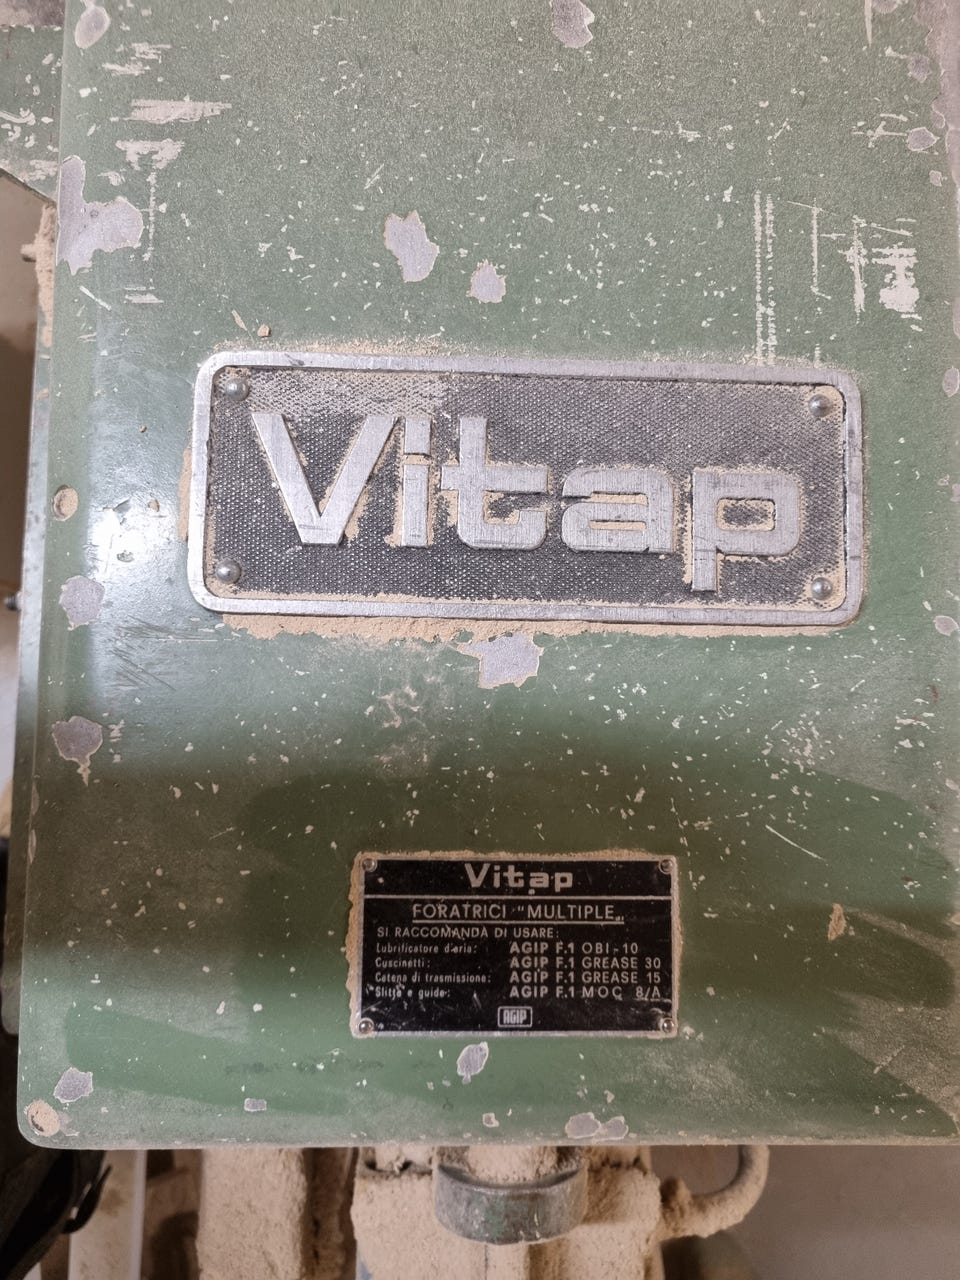 Vitap
Vitap
FORATRICI "MULTIPLE„
SI RACCOMANDA DI USARE:
Lubrificatore d'aria: AGIP F.1 OBI-10
Cuscinetti: AGIP F.1 GREASE 30
Catena di trasmissione: AGIP F.1 GREASE 15
Slitte e guide: AGIP F.1 MOC 8/A
AGIP